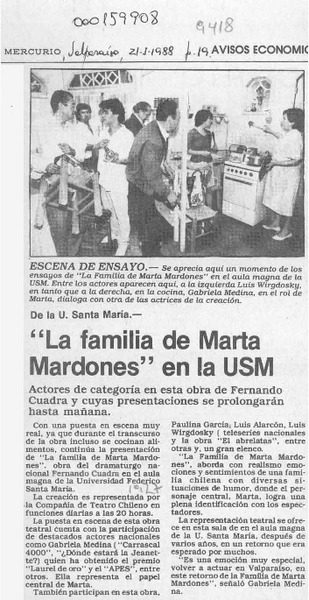 000159908
9418
MERCURIO, Valparaíso, 21-1-1988 p. 19 AVISOS ECONOMIC
ESCENA DE ENSAYO.— Se aprecia aquí un momento de los
ensayos de "La Familia de Marta Mardones" en el aula magna de la
USM. Entre los actores aparecen aquí, a la izquierda Luis Wirgdosky,
en tanto que a la derecha, en la cocina, Gabriela Medina, en el rol de
Marta, dialoga con otra de las actrices de la creación.
De la U. Santa María.—
"La familia de Marta
Mardones" en la USM
Actores de categoría en esta obra de Fernando
Cuadra y cuyas presentaciones se prolongarán
hasta mañana.
Con una puesta en escena muy
real, ya que durante el transcurso
de la obra incluso se cocinan ali-
mentos, continúa la presentación
de "La familia de Marta Mardo-
nes", obra del dramaturgo na-
cional Fernando Cuadra en el aula
magna de la Universidad Federico
Santa María.
La creación es representada por
la Compañía de Teatro Chileno en
funciones diarias a las 20 horas.
La puesta en escena de esta obra
teatral cuenta con la participación
de destacados actores nacionales
como Gabriela Medina ("Carrascal
4000", "¿Dónde estará la Jeanet-
te?) quien ha obtenido el premio
"Laurel de oro" y "APES", entre
otros. Ella representa el papel
central de Marta.
También participan en esta obra,
Paulina García; Luis Alarcón, Luis
Wirgdosky ( teleseries nacionales
y la obra "El abrelatas"), entre
otras, y un gran elenco.
"La Familia de Marta Mardo-
nes", aborda con realismo emo-
ciones y sentimientos de una fami-
lia chilena con diversas
situaciones de humor, donde el per-
sonaje central, Marta, logra una
plena identificación con los espec-
tadores.
La representación teatral se ofre-
ce en esta sala de en el aula magna
de la U. Santa María, después de
varios años, en un retorno que era
esperado por muchos.
"Es una emoción muy especial,
volver a actuar en Valparaíso, en
este retorno de la Familia de Marta
Mardones", señaló Gabriela Medi-
na.